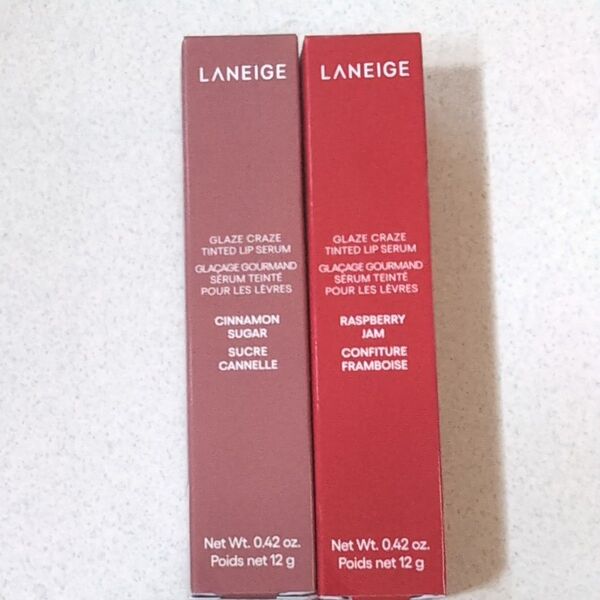 LANEIGE
GLAZE CRAZE
TINTED LIP SERUM
GLAÇAGE GOURMAND
SÉRUM TEINTÉ
POUR LES LÈVRES
CINNAMON
SUGAR
SUCRE
CANNELLE
Net Wt. 0.42 oz.
Poids net 12 g
LANEIGE
GLAZE CRAZE
TINTED LIP SERUM
GLAÇAGE GOURMAND
SÉRUM TEINTÉ
POUR LES LÈVRES
RASPBERRY
JAM
CONFITURE
FRAMBOISE
Net Wt. 0.42 oz.
Poids net 12 g